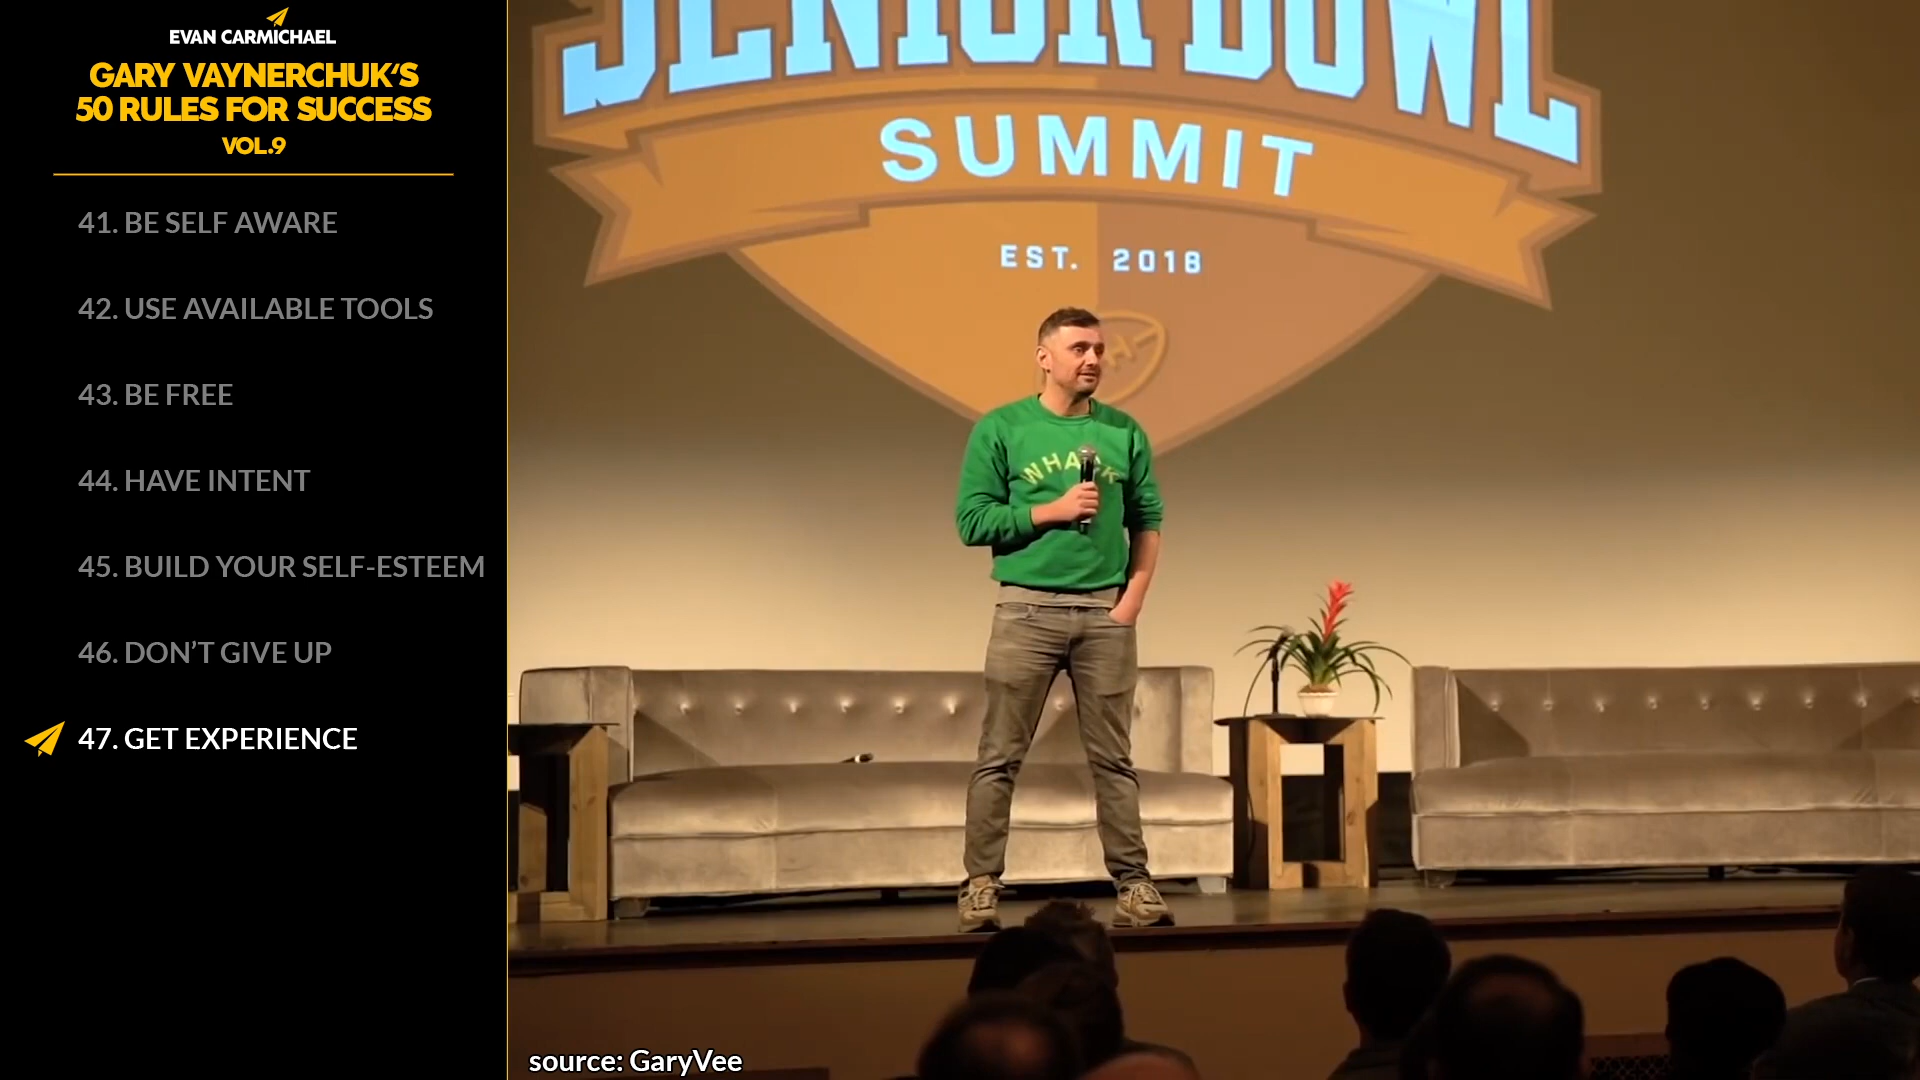 EVAN CARMICHAEL
GARY VAYNERCHUK'S
50 RULES FOR SUCCESS
VOL.9
41. BE SELF AWARE
42. USE AVAILABLE TOOLS
43. BE FREE
44. HAVE INTENT
45. BUILD YOUR SELF-ESTEEM
46. DON'T GIVE UP
47. GET EXPERIENCE
SENIOR BOWL
SUMMIT
EST. 2018
source: GaryVee